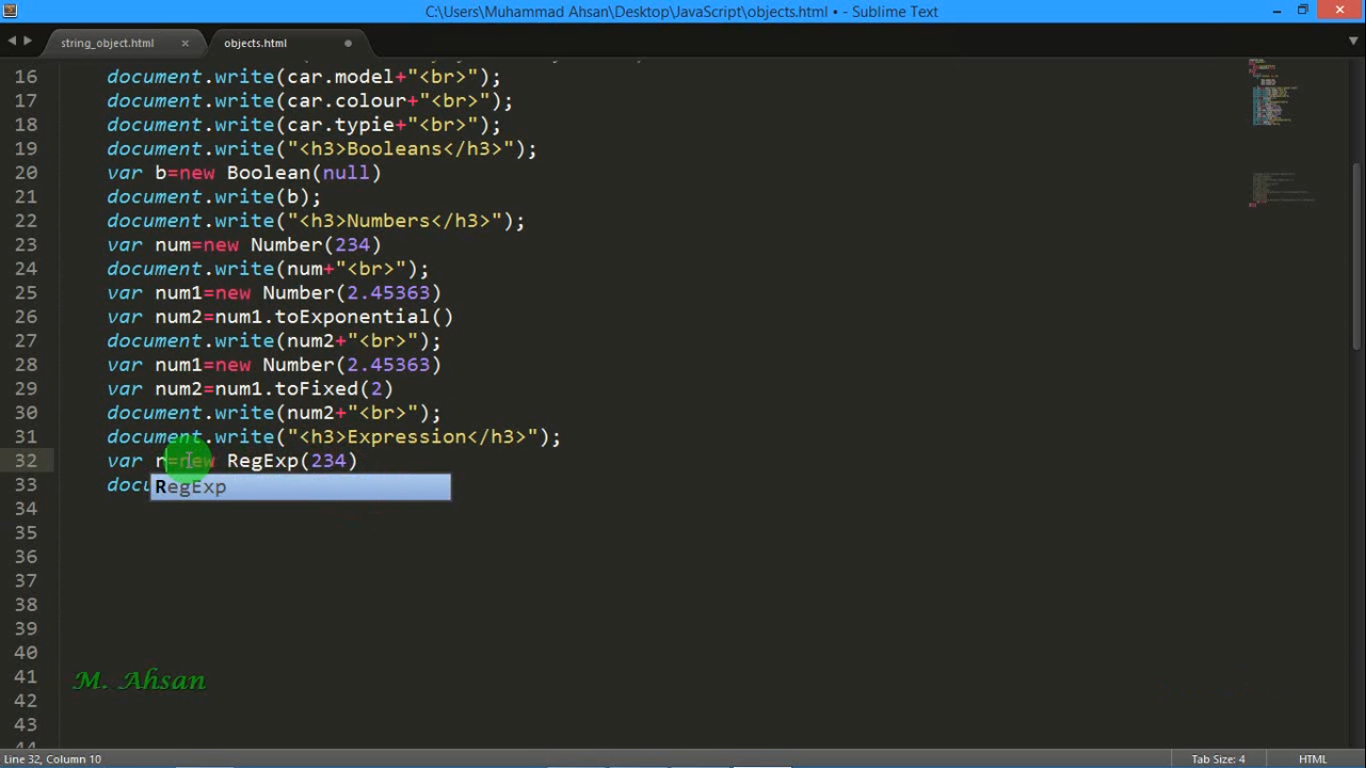 C:\Users\Muhammad Ahsan\Desktop\JavaScript\objects.html • - Sublime Text
string_object.html × objects.html
16 document.write(car.model+"<br>");
17 document.write(car.colour+"<br>");
18 document.write(car.typie+"<br>");
19 document.write("<h3>Booleans</h3>");
20 var b=new Boolean(null)
21 document.write(b);
22 document.write("<h3>Numbers</h3>");
23 var num=new Number(234)
24 document.write(num+"<br>");
25 var num1=new Number(2.45363)
26 var num2=num1.toExponential()
27 document.write(num2+"<br>");
28 var num1=new Number(2.45363)
29 var num2=num1.toFixed(2)
30 document.write(num2+"<br>");
31 document.write("<h3>Expression</h3>");
32 var r=new RegExp(234)
33 docu
RegExp
34
35
36
37
38
39
40
41
M. Ahsan
42
43
Line 32, Column 10 Tab Size: 4 HTML